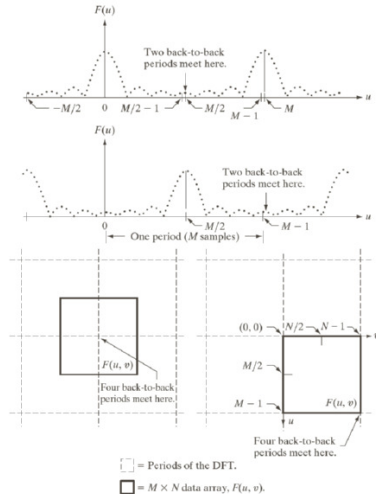 F(u)
Two back-to-back
periods meet here.
−M/2
0
M/2 − 1
M/2
M − 1
M
u
F(u)
Two back-to-back
periods meet here.
0
M/2
M − 1
u
One period (M samples)
(0, 0)
N/2
N − 1
v
M/2
F(u, v)
F(u, v)
Four back-to-back
periods meet here.
M − 1
u
Four back-to-back
periods meet here.
= Periods of the DFT.
= M × N data array, F(u, v).